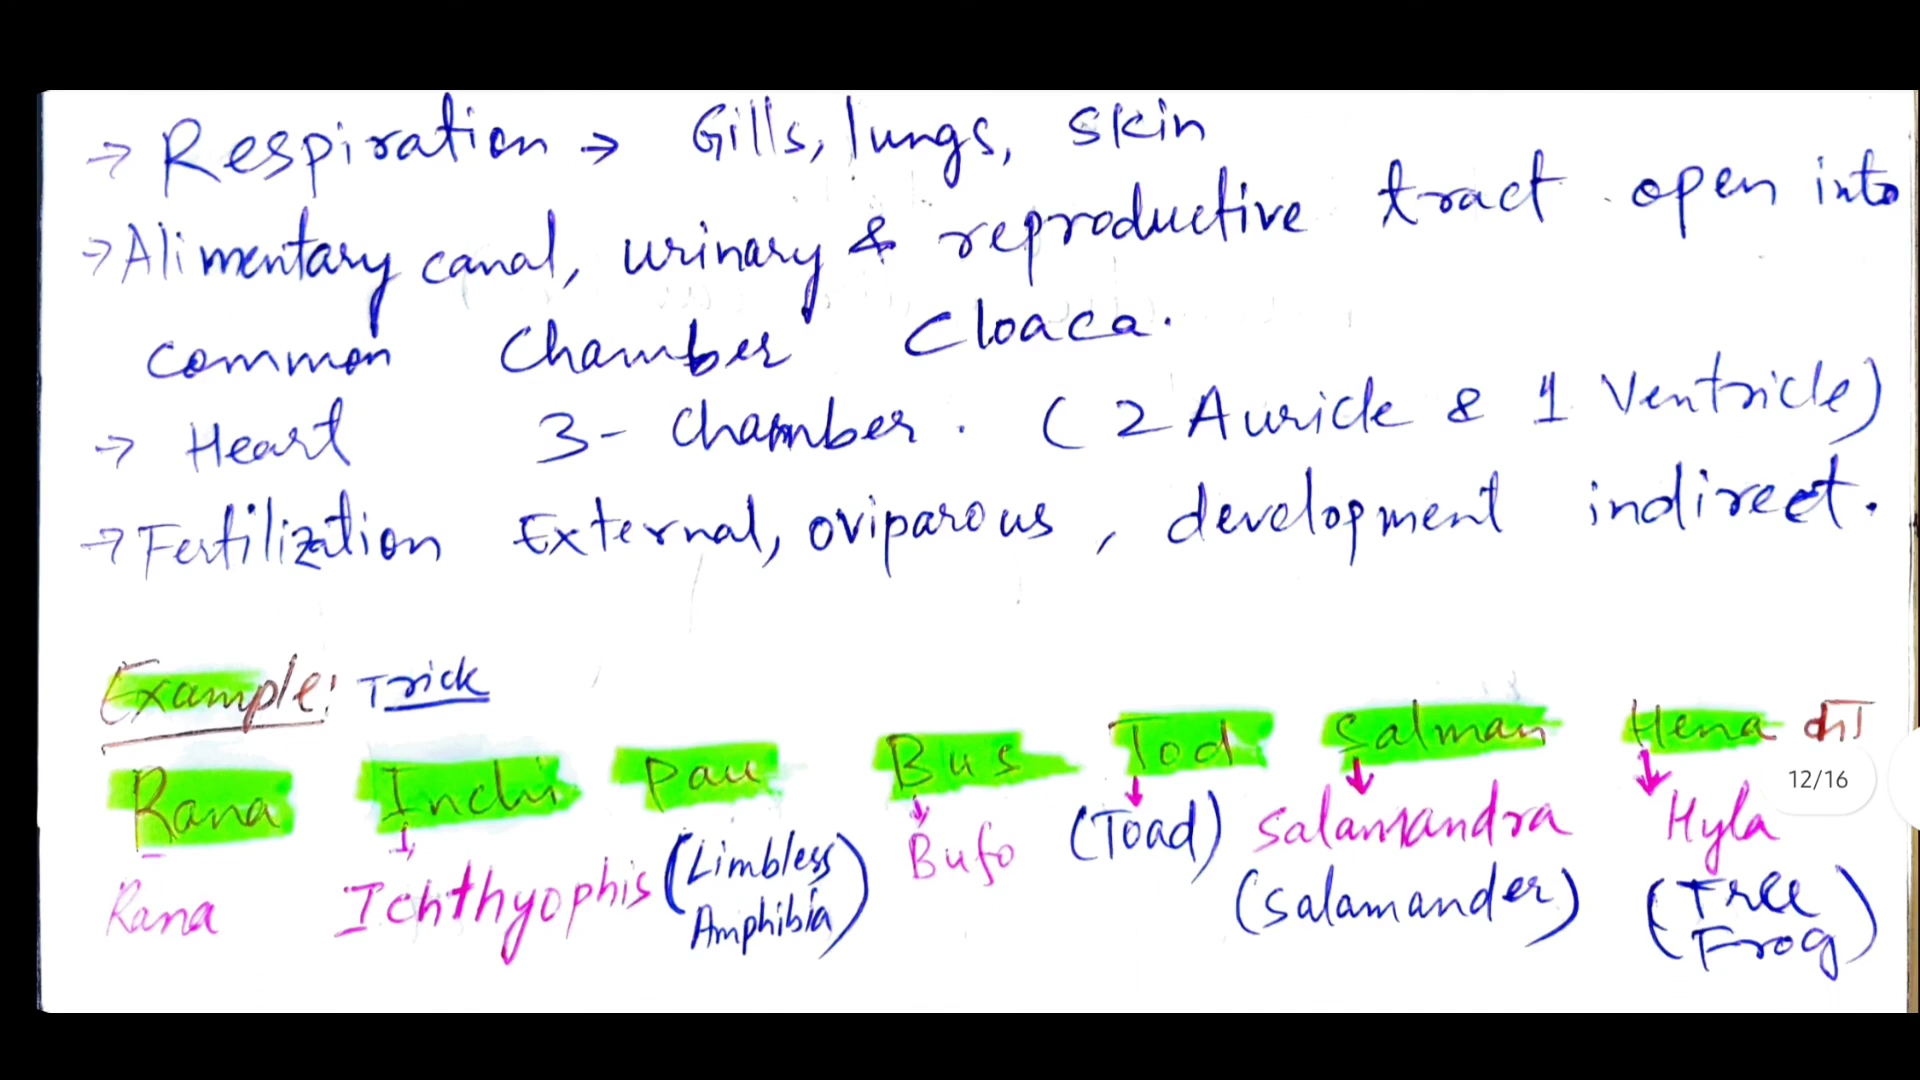 → Respiration → Gills, lungs, skin
→ Alimentary canal, urinary & reproductive tract open into
common Chamber Cloaca.
→ Heart 3- Chamber. (2 Auricle & 1 Ventricle)
→ Fertilization External, oviparous, development indirect.
Example: Trick
Rana Inchi Pau Bus Tod Salman Hena की
12/16
Rana Ichthyophis (Limbless Amphibia) Bufo (Toad) Salamandra Hyla
(Salamander) (Tree Frog)